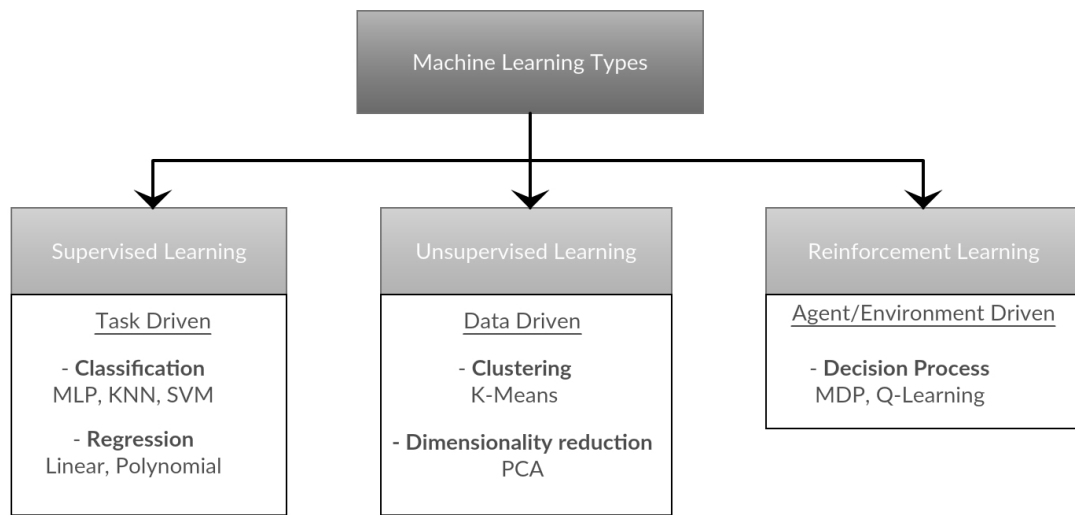 Machine Learning Types
Supervised Learning
Task Driven
- Classification
MLP, KNN, SVM
- Regression
Linear, Polynomial
Unsupervised Learning
Data Driven
- Clustering
K-Means
- Dimensionality reduction
PCA
Reinforcement Learning
Agent/Environment Driven
- Decision Process
MDP, Q-Learning